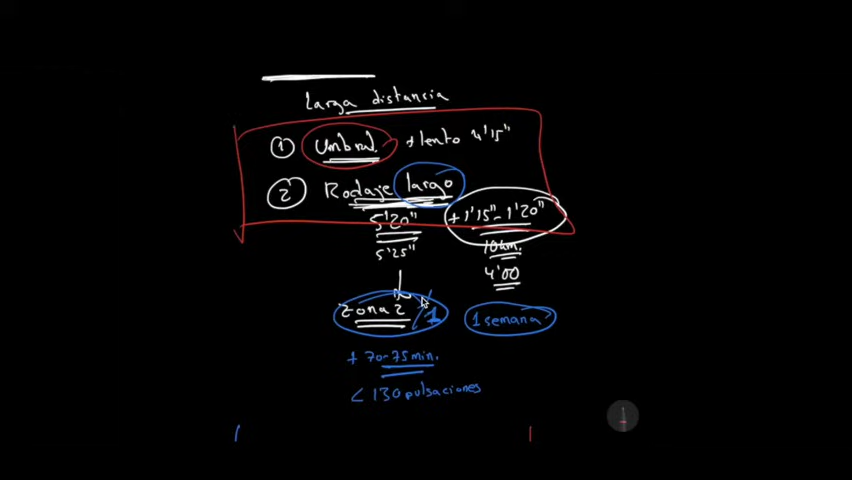 larga distancia
① Umbral. + lento 4'15"
② Rodaje largo
5'20" + 1'15" - 1'20"
5'25" 10km.
4'00
Zona 2 / 1 1 semana
+ 70-75 min.
< 130 pulsaciones